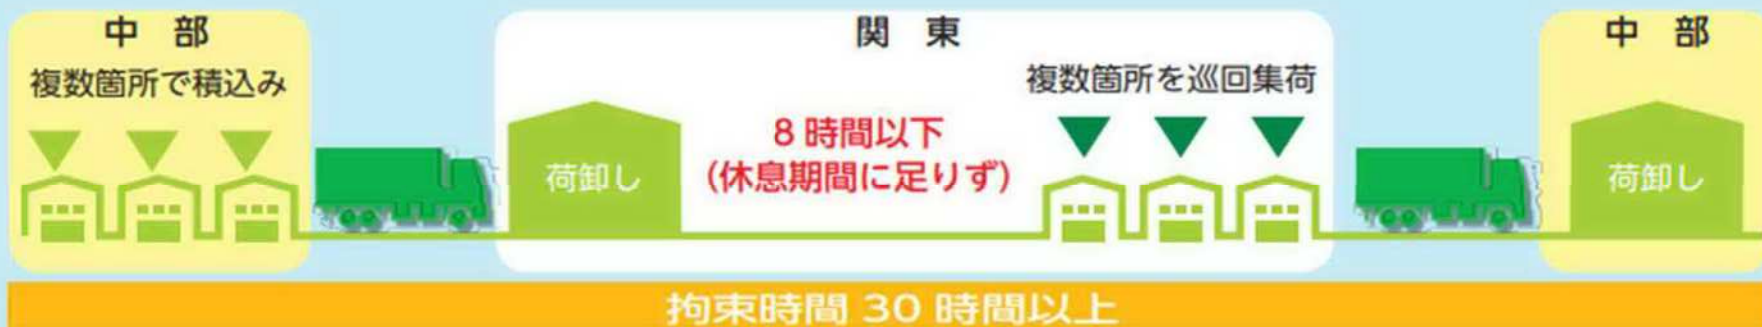 中 部
複数箇所で積込み
関 東
荷卸し
8 時間以下
(休息期間に足りず)
複数箇所を巡回集荷
中 部
荷卸し
拘束時間 30 時間以上